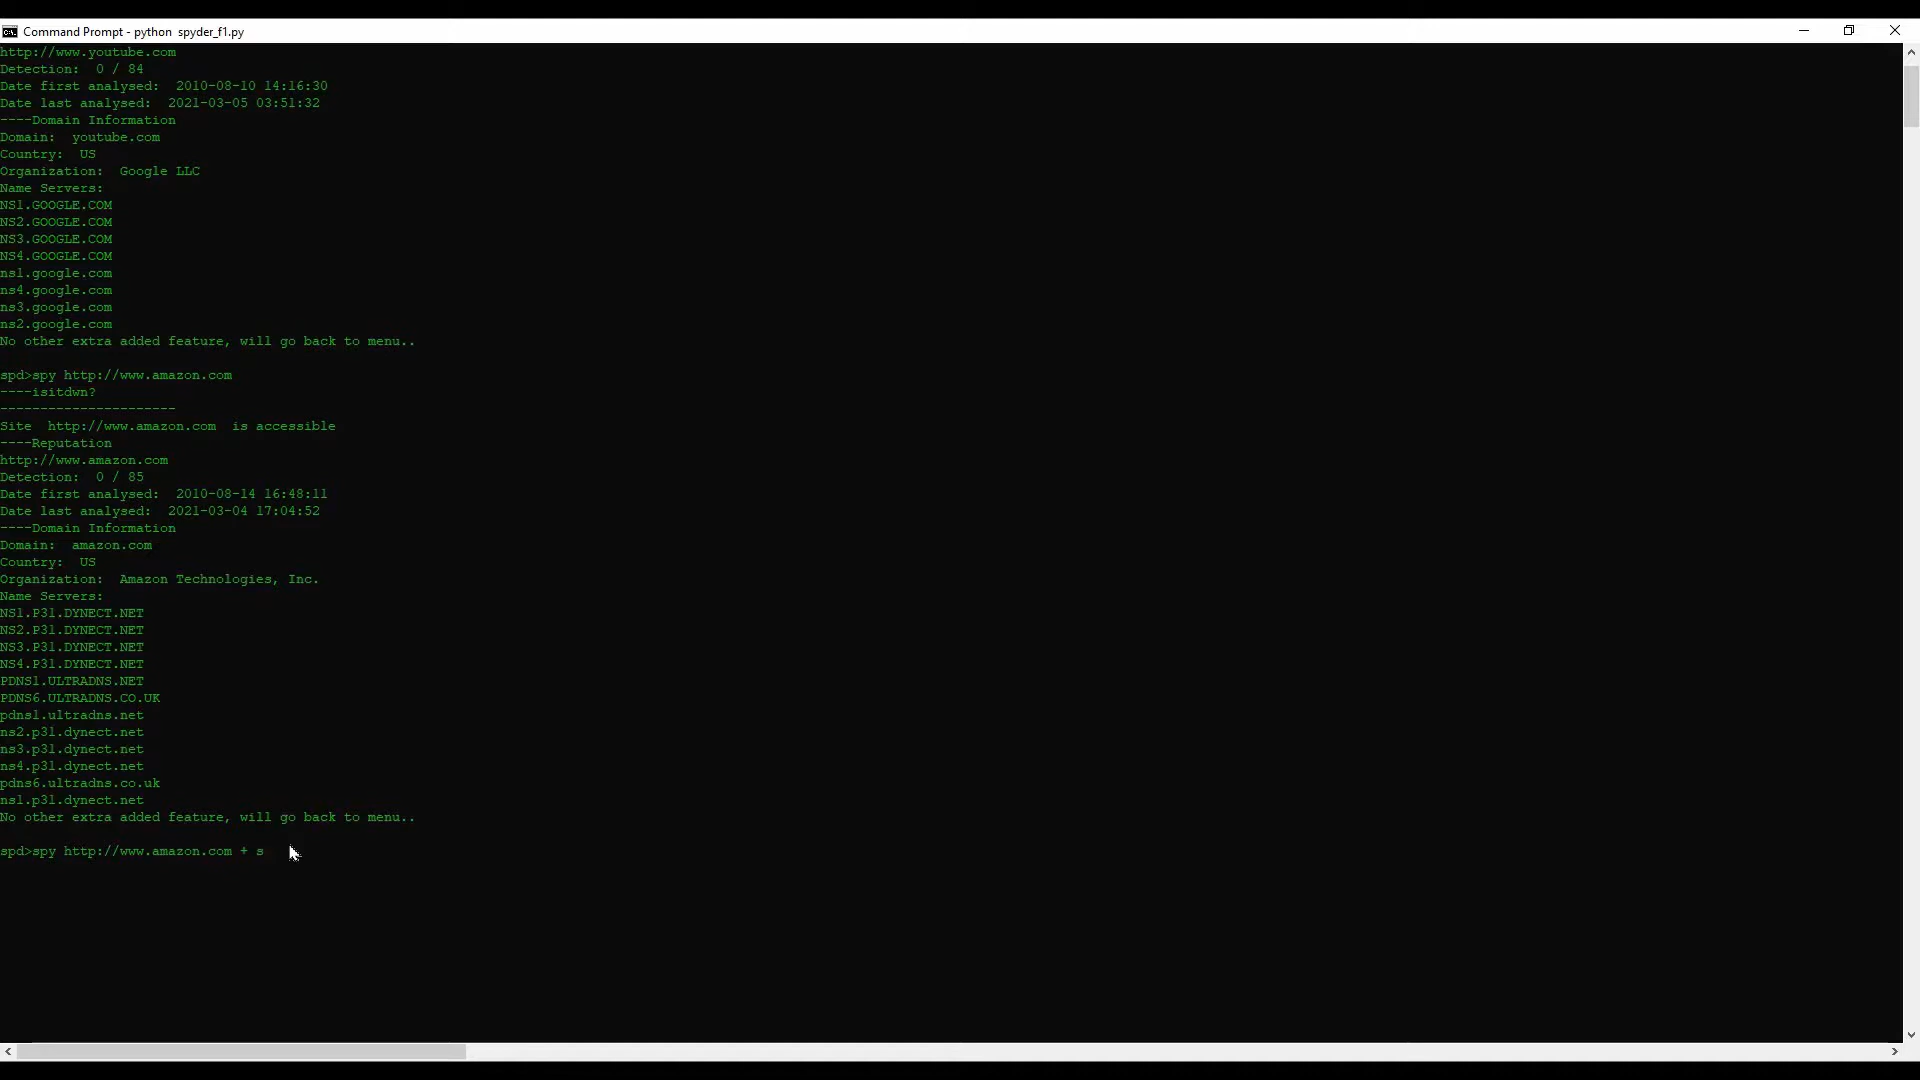 Command Prompt - python  spyder_f1.py
http://www.youtube.com
Detection:  0 / 84
Date first analysed:  2010-08-10 14:16:30
Date last analysed:  2021-03-05 03:51:32
----Domain Information
Domain:  youtube.com
Country:  US
Organization:  Google LLC
Name Servers:
NS1.GOOGLE.COM
NS2.GOOGLE.COM
NS3.GOOGLE.COM
NS4.GOOGLE.COM
ns1.google.com
ns4.google.com
ns3.google.com
ns2.google.com
No other extra added feature, will go back to menu..
spd>spy http://www.amazon.com
----isitdwn?
----------------------
Site  http://www.amazon.com  is accessible
----Reputation
http://www.amazon.com
Detection:  0 / 85
Date first analysed:  2010-08-14 16:48:11
Date last analysed:  2021-03-04 17:04:52
----Domain Information
Domain:  amazon.com
Country:  US
Organization:  Amazon Technologies, Inc.
Name Servers:
NS1.P31.DYNECT.NET
NS2.P31.DYNECT.NET
NS3.P31.DYNECT.NET
NS4.P31.DYNECT.NET
PDNS1.ULTRADNS.NET
PDNS6.ULTRADNS.CO.UK
pdns1.ultradns.net
ns2.p31.dynect.net
ns3.p31.dynect.net
ns4.p31.dynect.net
pdns6.ultradns.co.uk
ns1.p31.dynect.net
No other extra added feature, will go back to menu..
spd>spy http://www.amazon.com + s